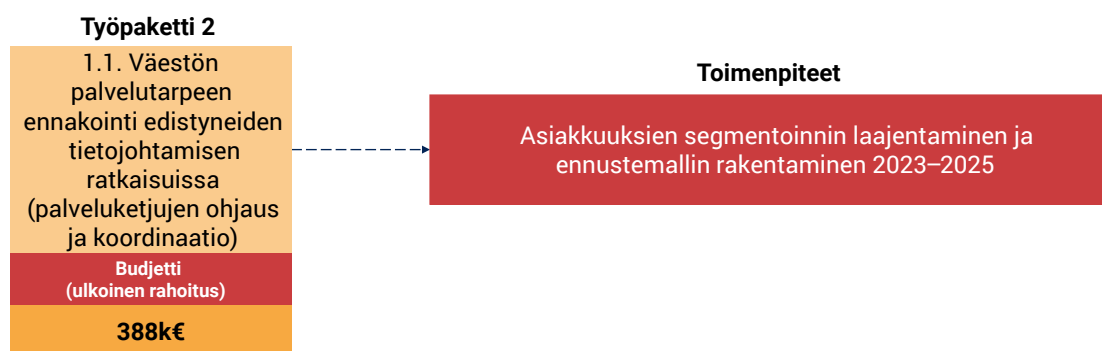 Työpaketti 2
1.1. Väestön
palvelutarpeen
ennakointi edistyneiden
tietojohtamisen
ratkaisuissa
(palveluketjujen ohjaus
ja koordinaatio)
Budjetti
(ulkoinen rahoitus)
388k€
Toimenpiteet
Asiakkuuksien segmentoinnin laajentaminen ja
ennustemallin rakentaminen 2023–2025